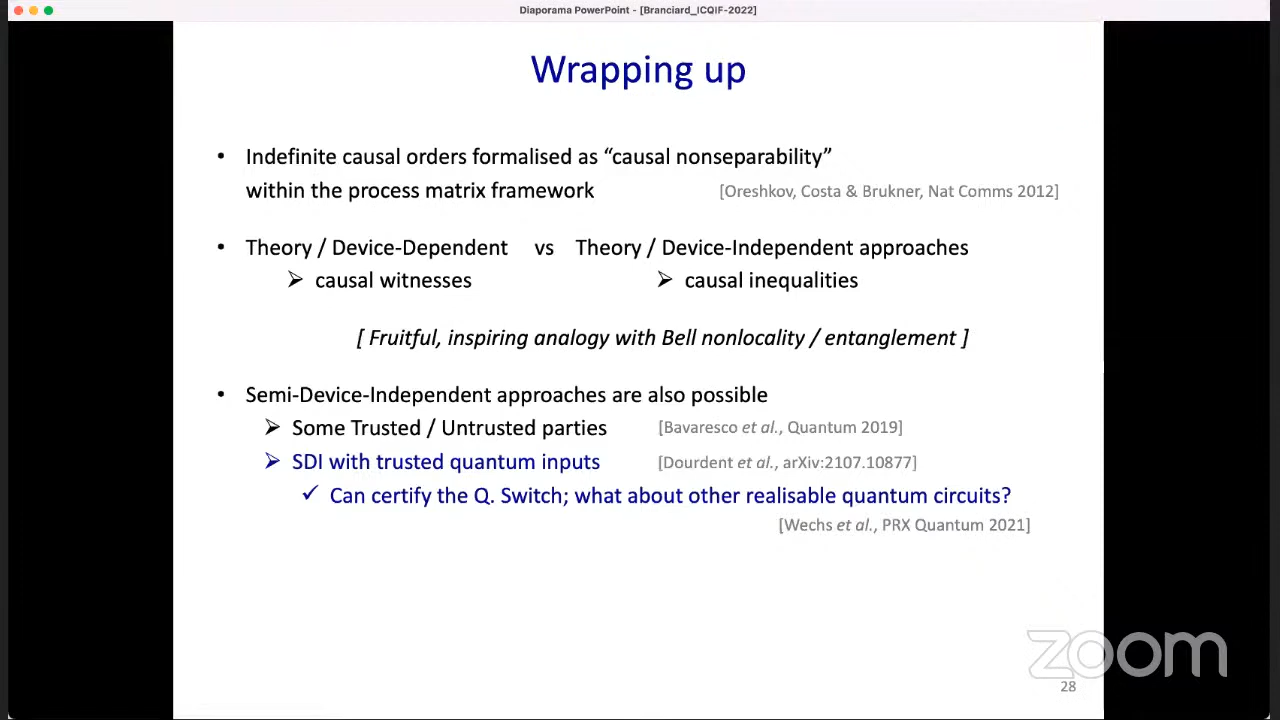 Diaporama PowerPoint - [Branciard_ICQIF-2022]
Wrapping up
• Indefinite causal orders formalised as “causal nonseparability”
within the process matrix framework [Oreshkov, Costa & Brukner, Nat Comms 2012]
• Theory / Device-Dependent vs Theory / Device-Independent approaches
➢ causal witnesses ➢ causal inequalities
[ Fruitful, inspiring analogy with Bell nonlocality / entanglement ]
• Semi-Device-Independent approaches are also possible
➢ Some Trusted / Untrusted parties [Bavaresco et al., Quantum 2019]
➢ SDI with trusted quantum inputs [Dourdent et al., arXiv:2107.10877]
✓ Can certify the Q. Switch; what about other realisable quantum circuits?
[Wechs et al., PRX Quantum 2021]
zoom
28